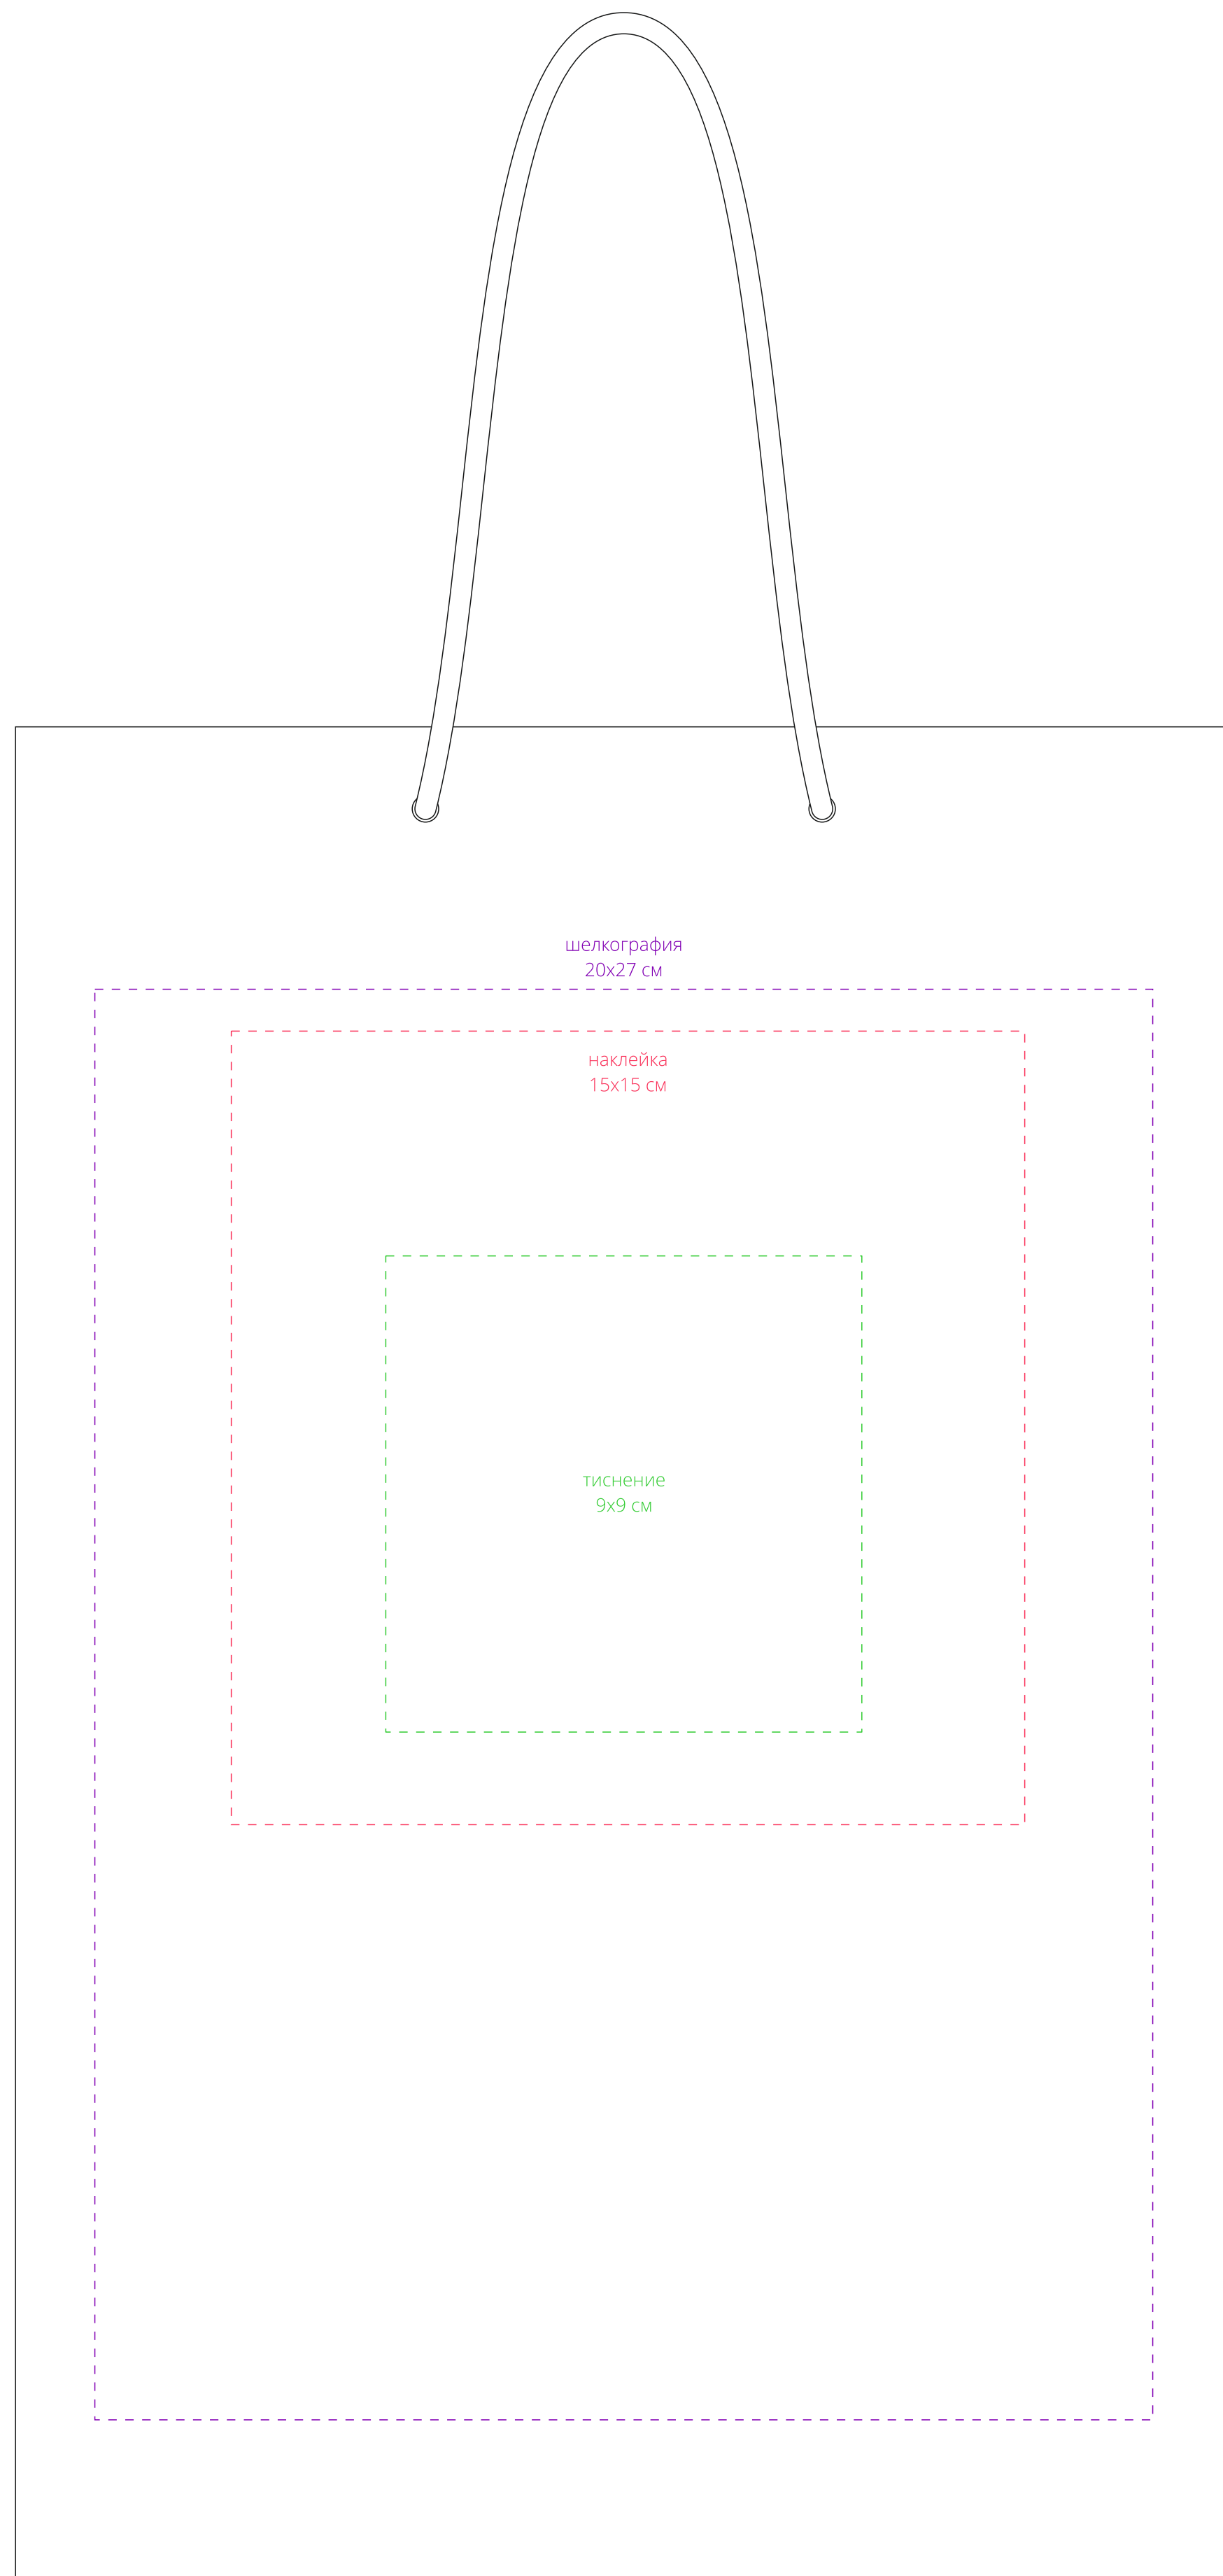 шелкография
20х27 см
наклейка
15х15 см
тиснение
9х9 см